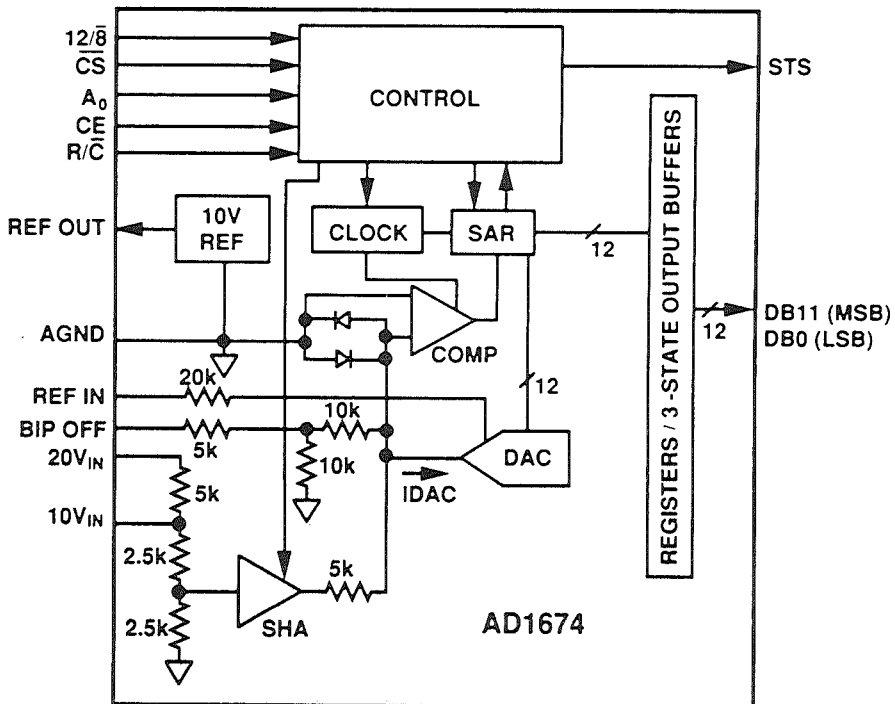 12/8̅
C̅S̅
A₀
CE
R/C̅
CONTROL
STS
REF OUT
10V
REF
CLOCK
SAR
12
REGISTERS / 3 -STATE OUTPUT BUFFERS
12
DB11 (MSB)
DB0 (LSB)
AGND
COMP
12
REF IN
20k
BIP OFF
5k
10k
10k
20VIN
5k
IDAC
DAC
10VIN
2.5k
2.5k
SHA
5k
AD1674